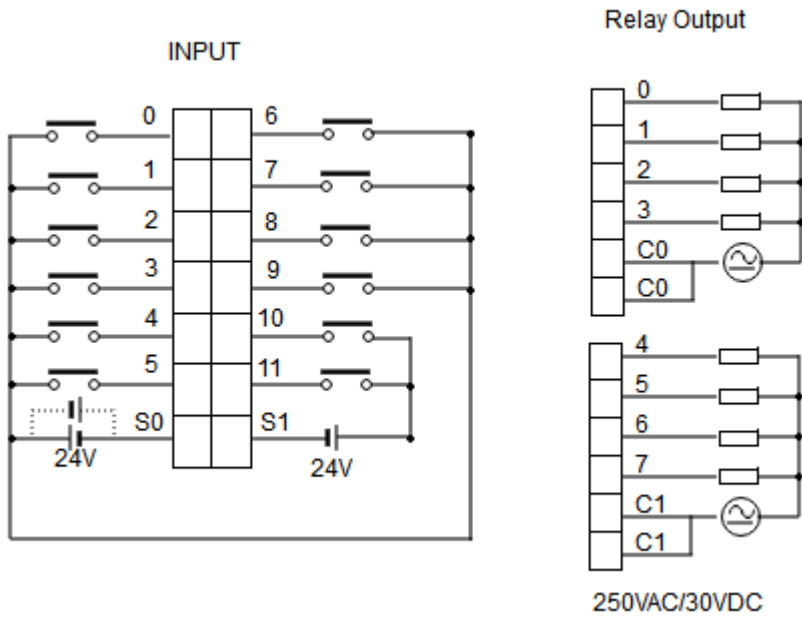 INPUT
0 6
1 7
2 8
3 9
4 10
5 11
S0 S1
24V 24V
Relay Output
0
1
2
3
C0
C0
4
5
6
7
C1
C1
250VAC/30VDC